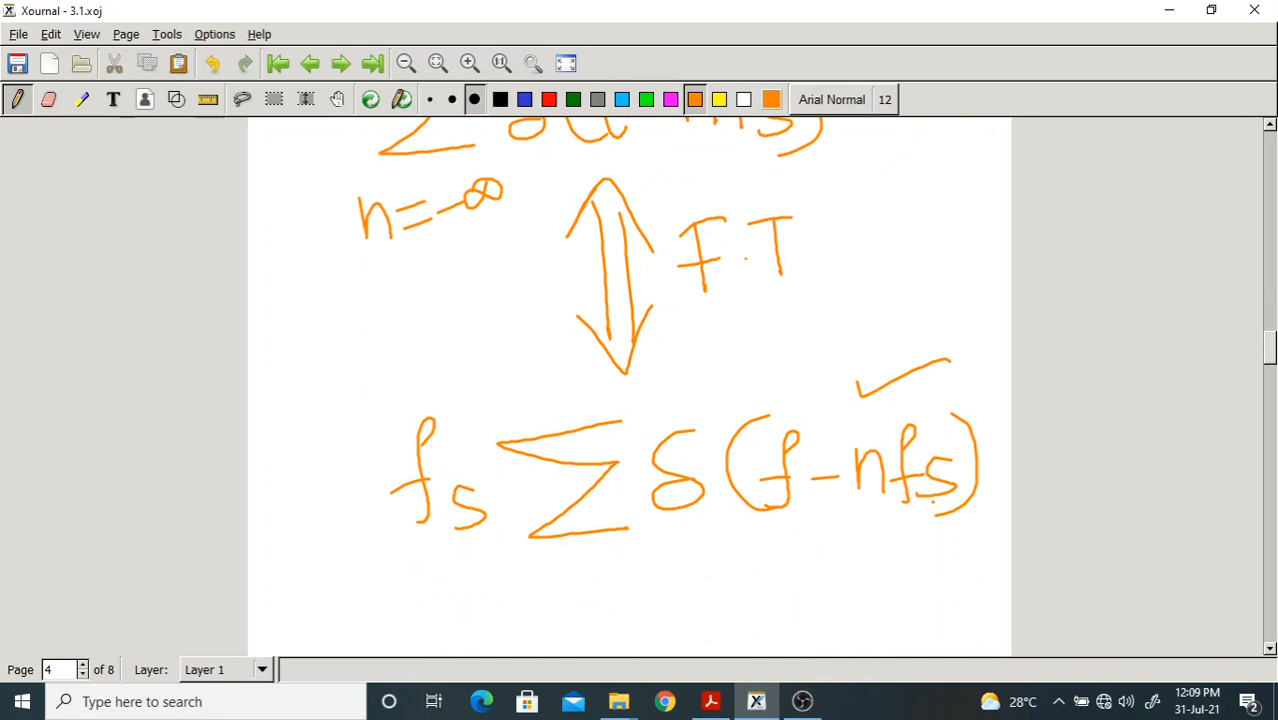 Xournal - 3.1.xoj
File Edit View Page Tools Options Help
Arial Normal 12
n=-∞
F.T
fs ∑ δ(f-nfs)
Page 4 of 8 Layer: Layer 1
Type here to search
28°C
12:09 PM
31-Jul-21
2